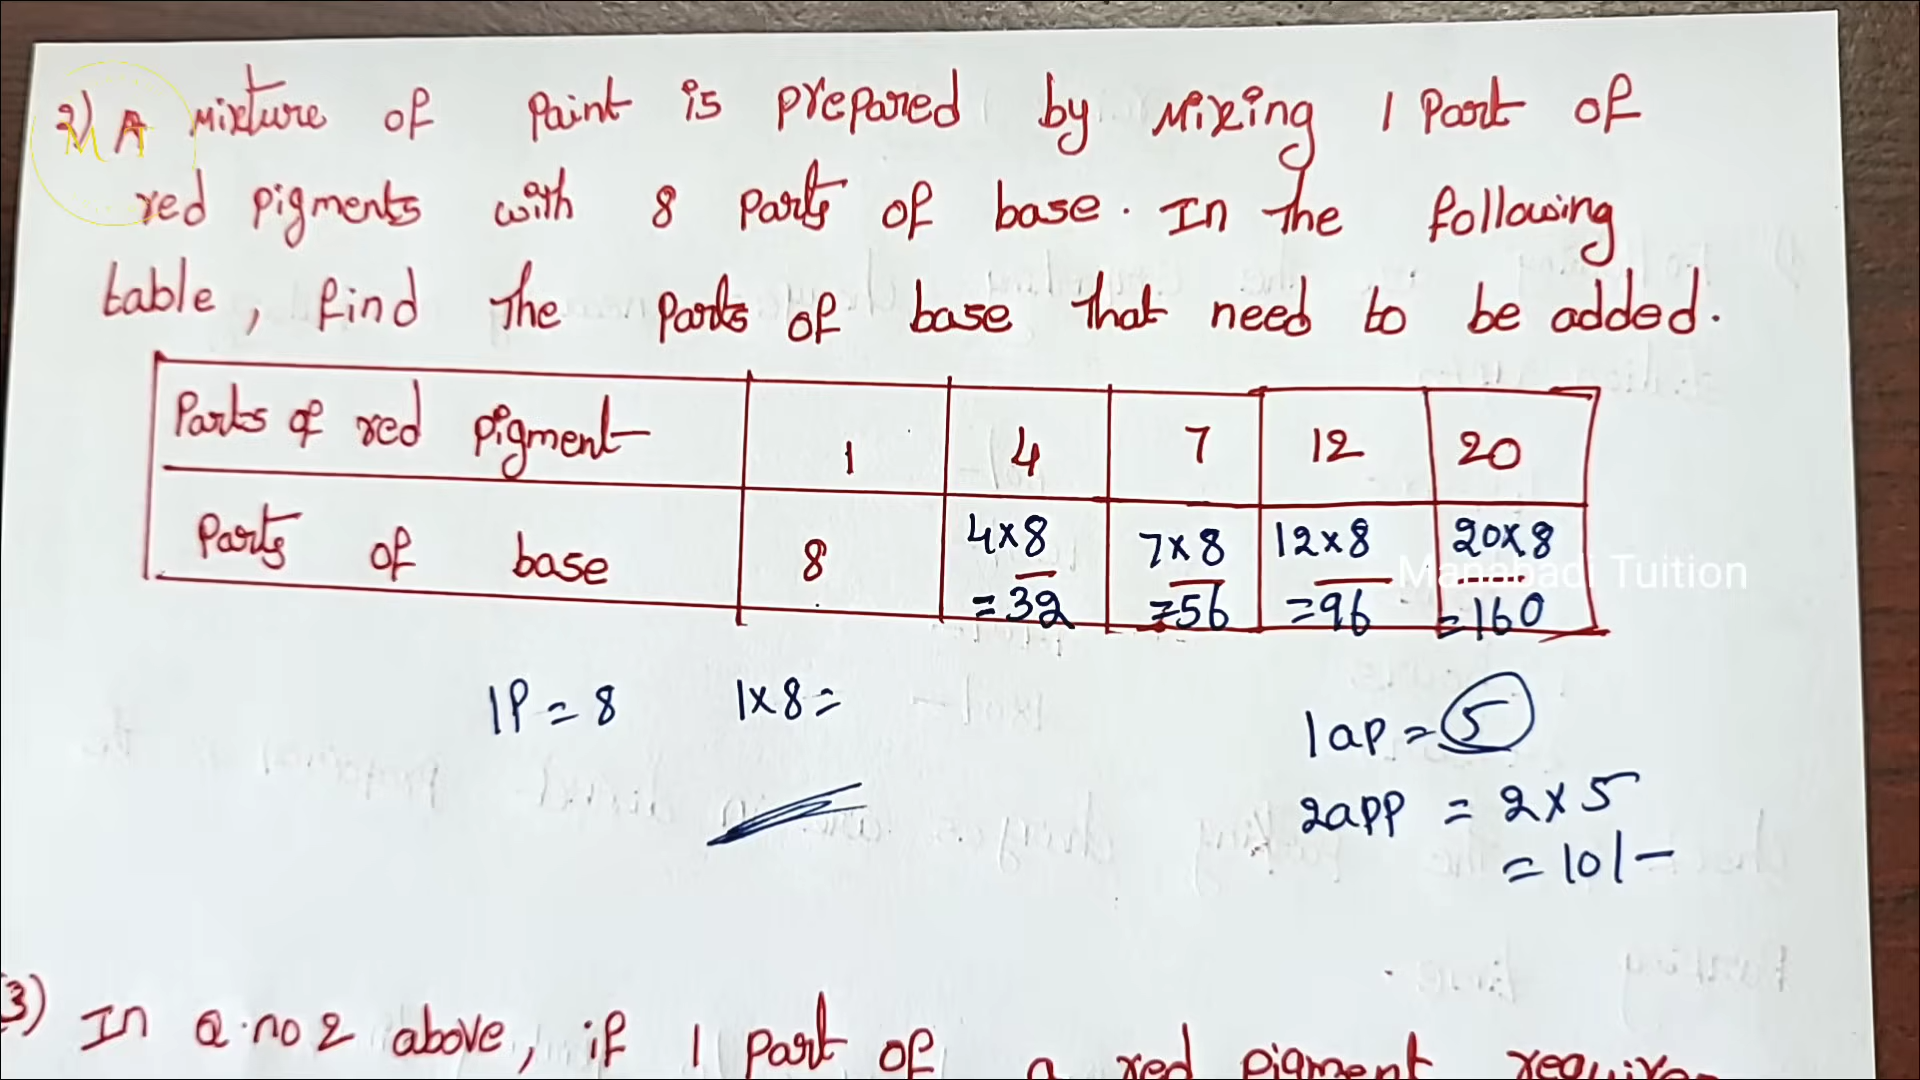 2) A Mixture of Paint is prepared by Mixing 1 Part of
red pigments with 8 parts of base. In the following
table, find the parts of base that need to be added.
Parts of red pigment 1 4 7 12 20
Parts of base 8 4×8 =32 7×8 =56 12×8 =96 20×8 =160
1P = 8 1×8=
1ap = 5
2app = 2×5
= 10/-
3) In Q.no 2 above, if 1 part of a red pigment requires
MT
Manabadi Tuition